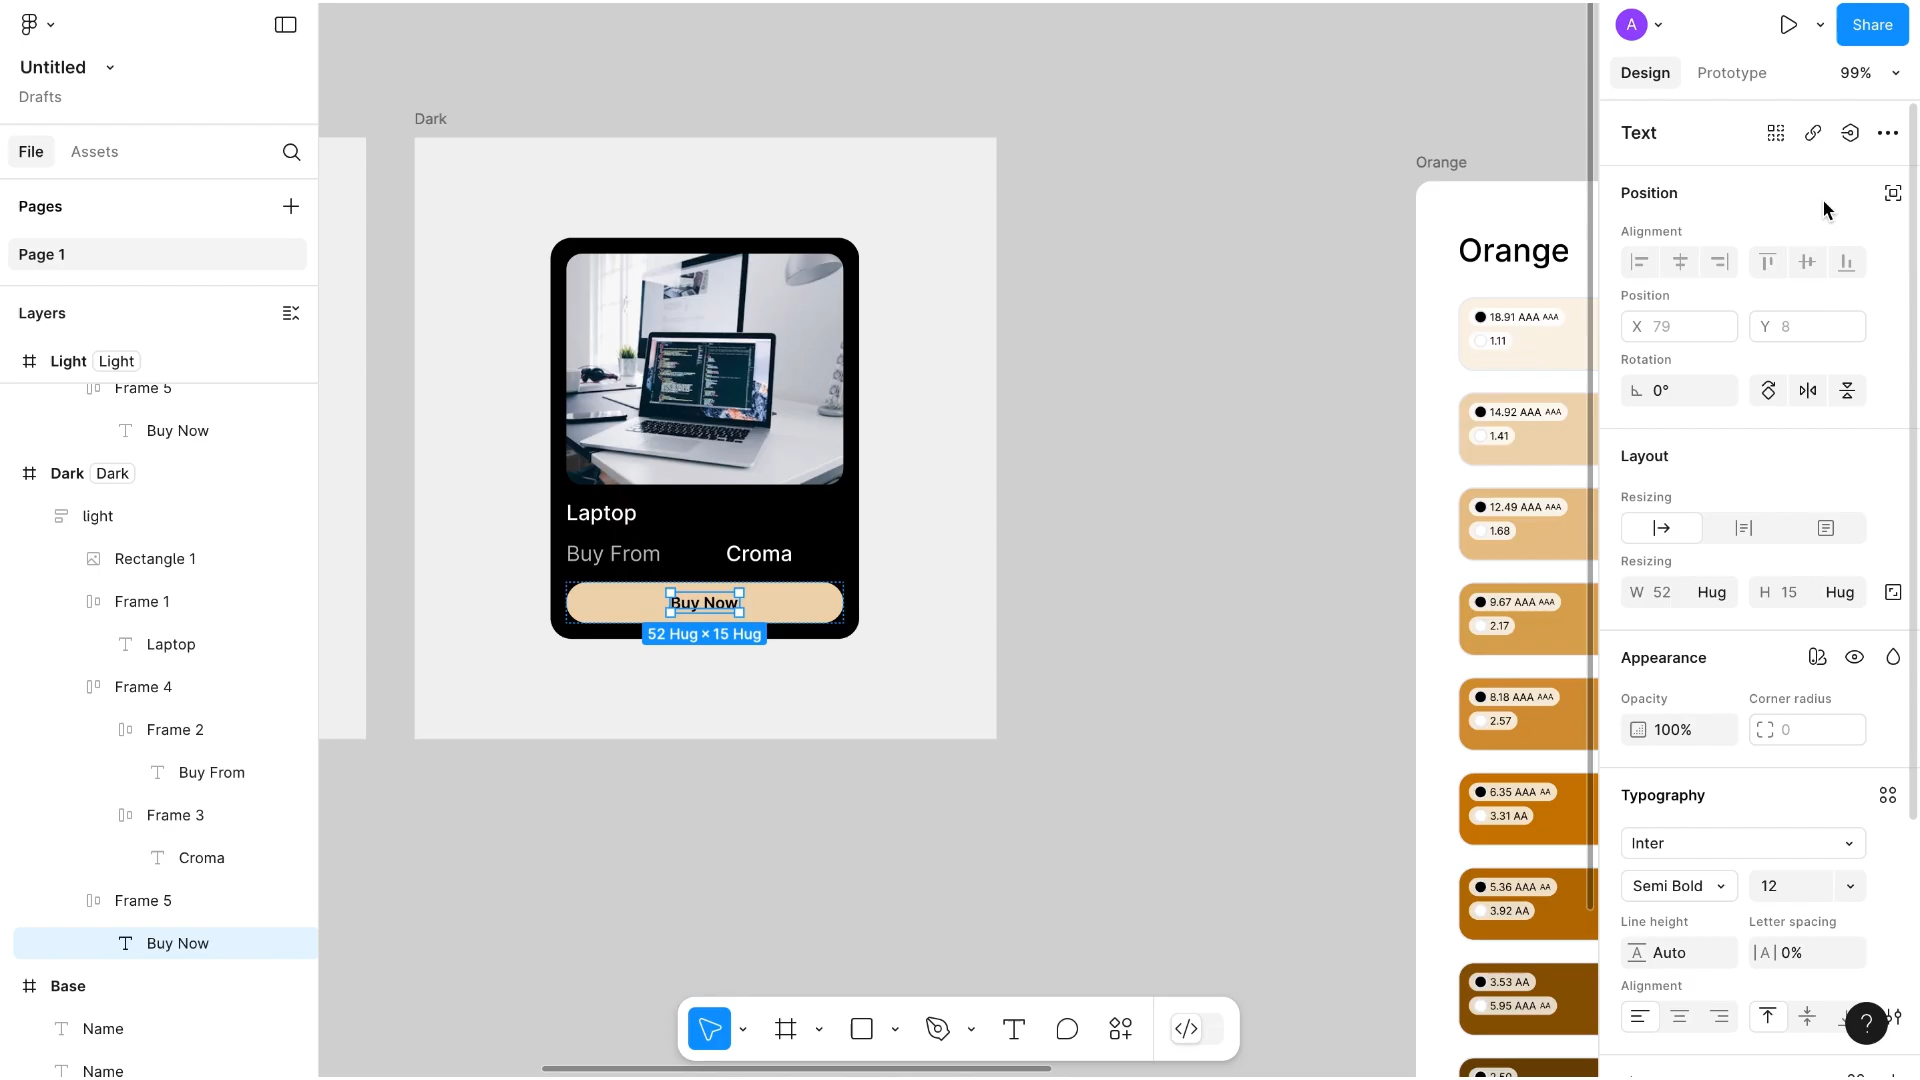 Untitled
Drafts
File
Assets
Pages
Page 1
Layers
Light
Light
Frame 5
Buy Now
Dark
Dark
light
Rectangle 1
Frame 1
Laptop
Frame 4
Frame 2
Buy From
Frame 3
Croma
Frame 5
Buy Now
Base
Name
Name
Dark
Laptop
Buy From
Croma
Buy Now
52 Hug × 15 Hug
Orange
Orange
18.91 AAA AAA
1.11
14.92 AAA AAA
1.41
12.49 AAA AAA
1.68
9.67 AAA AAA
2.17
8.18 AAA AAA
2.57
6.35 AAA AA
3.31 AA
5.36 AAA AA
3.92 AA
3.53 AA
5.95 AAA AA
A
Share
Design
Prototype
99%
Text
Position
Alignment
Position
X 79
Y 8
Rotation
0°
Layout
Resizing
Resizing
W 52 Hug
H 15 Hug
Appearance
Opacity
Corner radius
100%
0
Typography
Inter
Semi Bold
12
Line height
Letter spacing
Auto
0%
Alignment
?